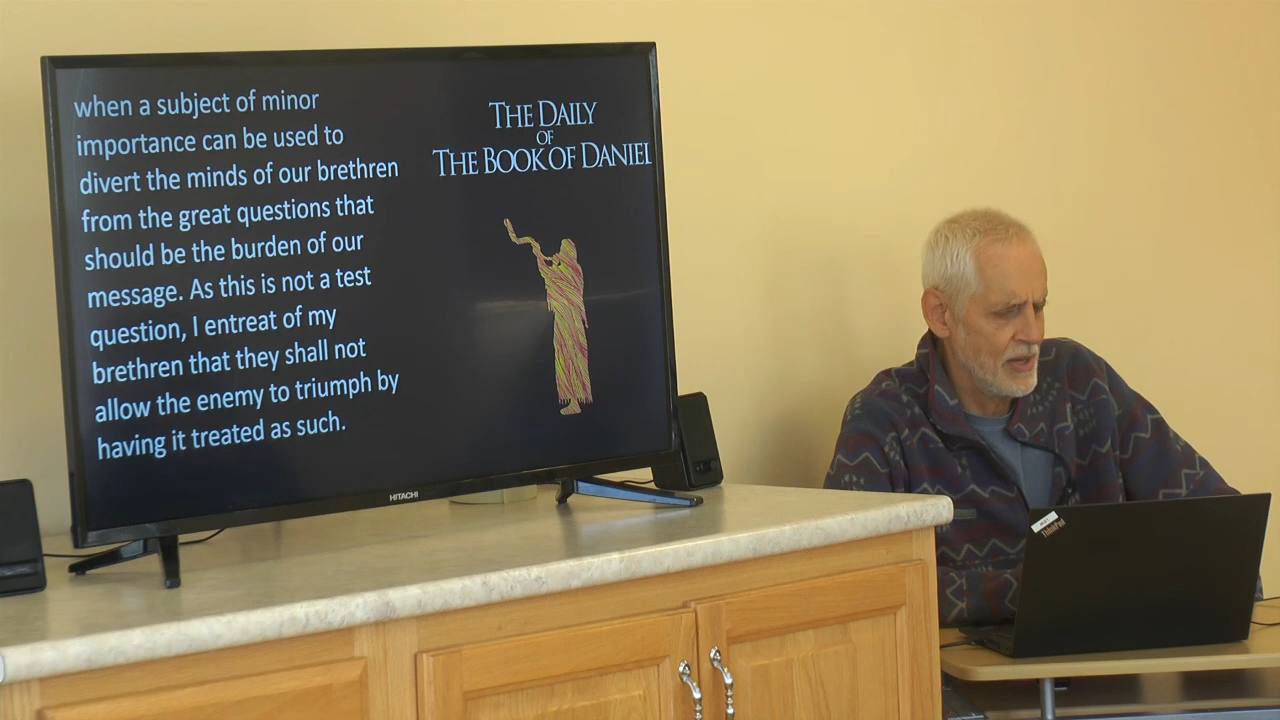 when a subject of minor
importance can be used to
divert the minds of our brethren
from the great questions that
should be the burden of our
message. As this is not a test
question, I entreat of my
brethren that they shall not
allow the enemy to triumph by
having it treated as such.
THE DAILY
OF
THE BOOK OF DANIEL
HITACHI
ThinkPad